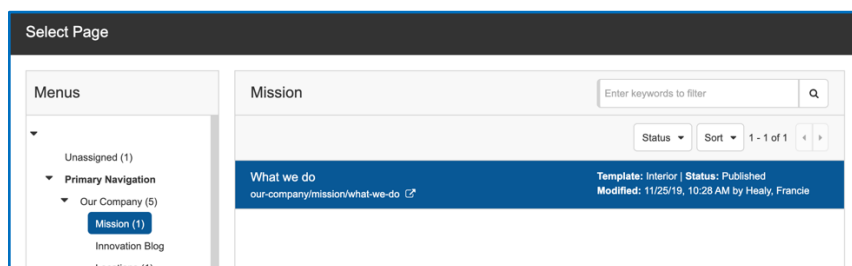 Select Page
Menus
Unassigned (1)
Primary Navigation
Our Company (5)
Mission (1)
Innovation Blog
Mission
Enter keywords to filter
Status
Sort
1 - 1 of 1
What we do
our-company/mission/what-we-do
Template: Interior | Status: Published
Modified: 11/25/19, 10:28 AM by Healy, Francie